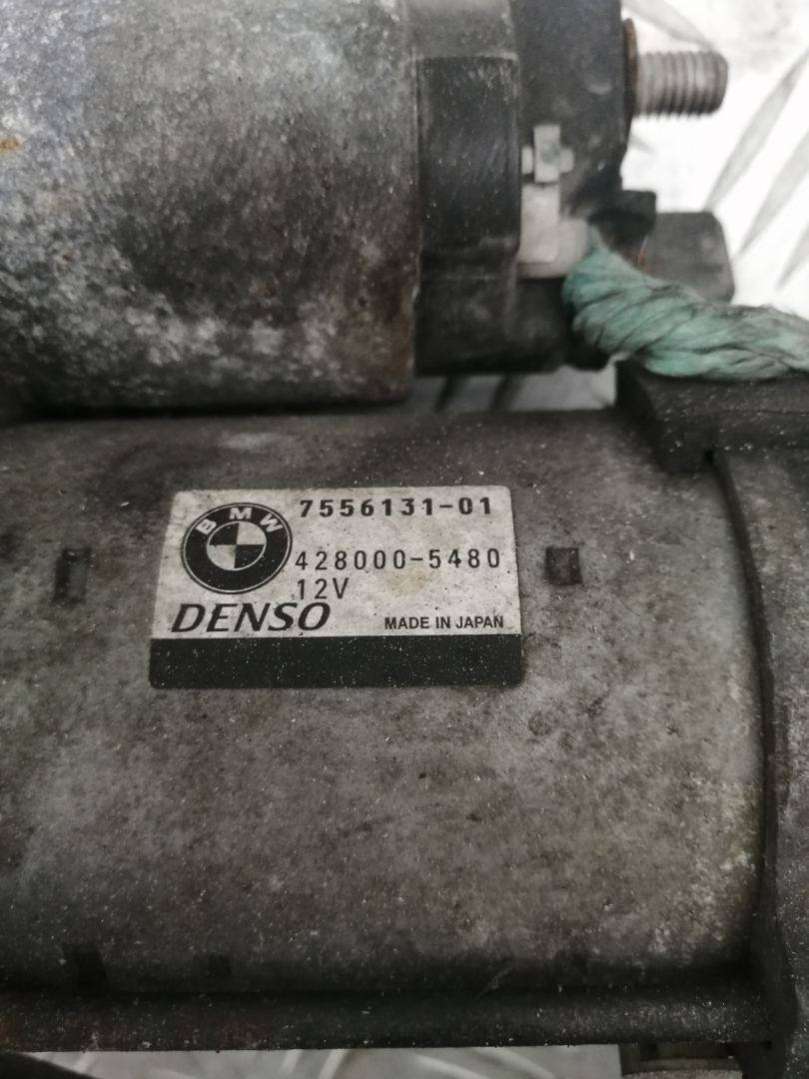 BMW
7556131-01
428000-5480
12V
DENSO MADE IN JAPAN